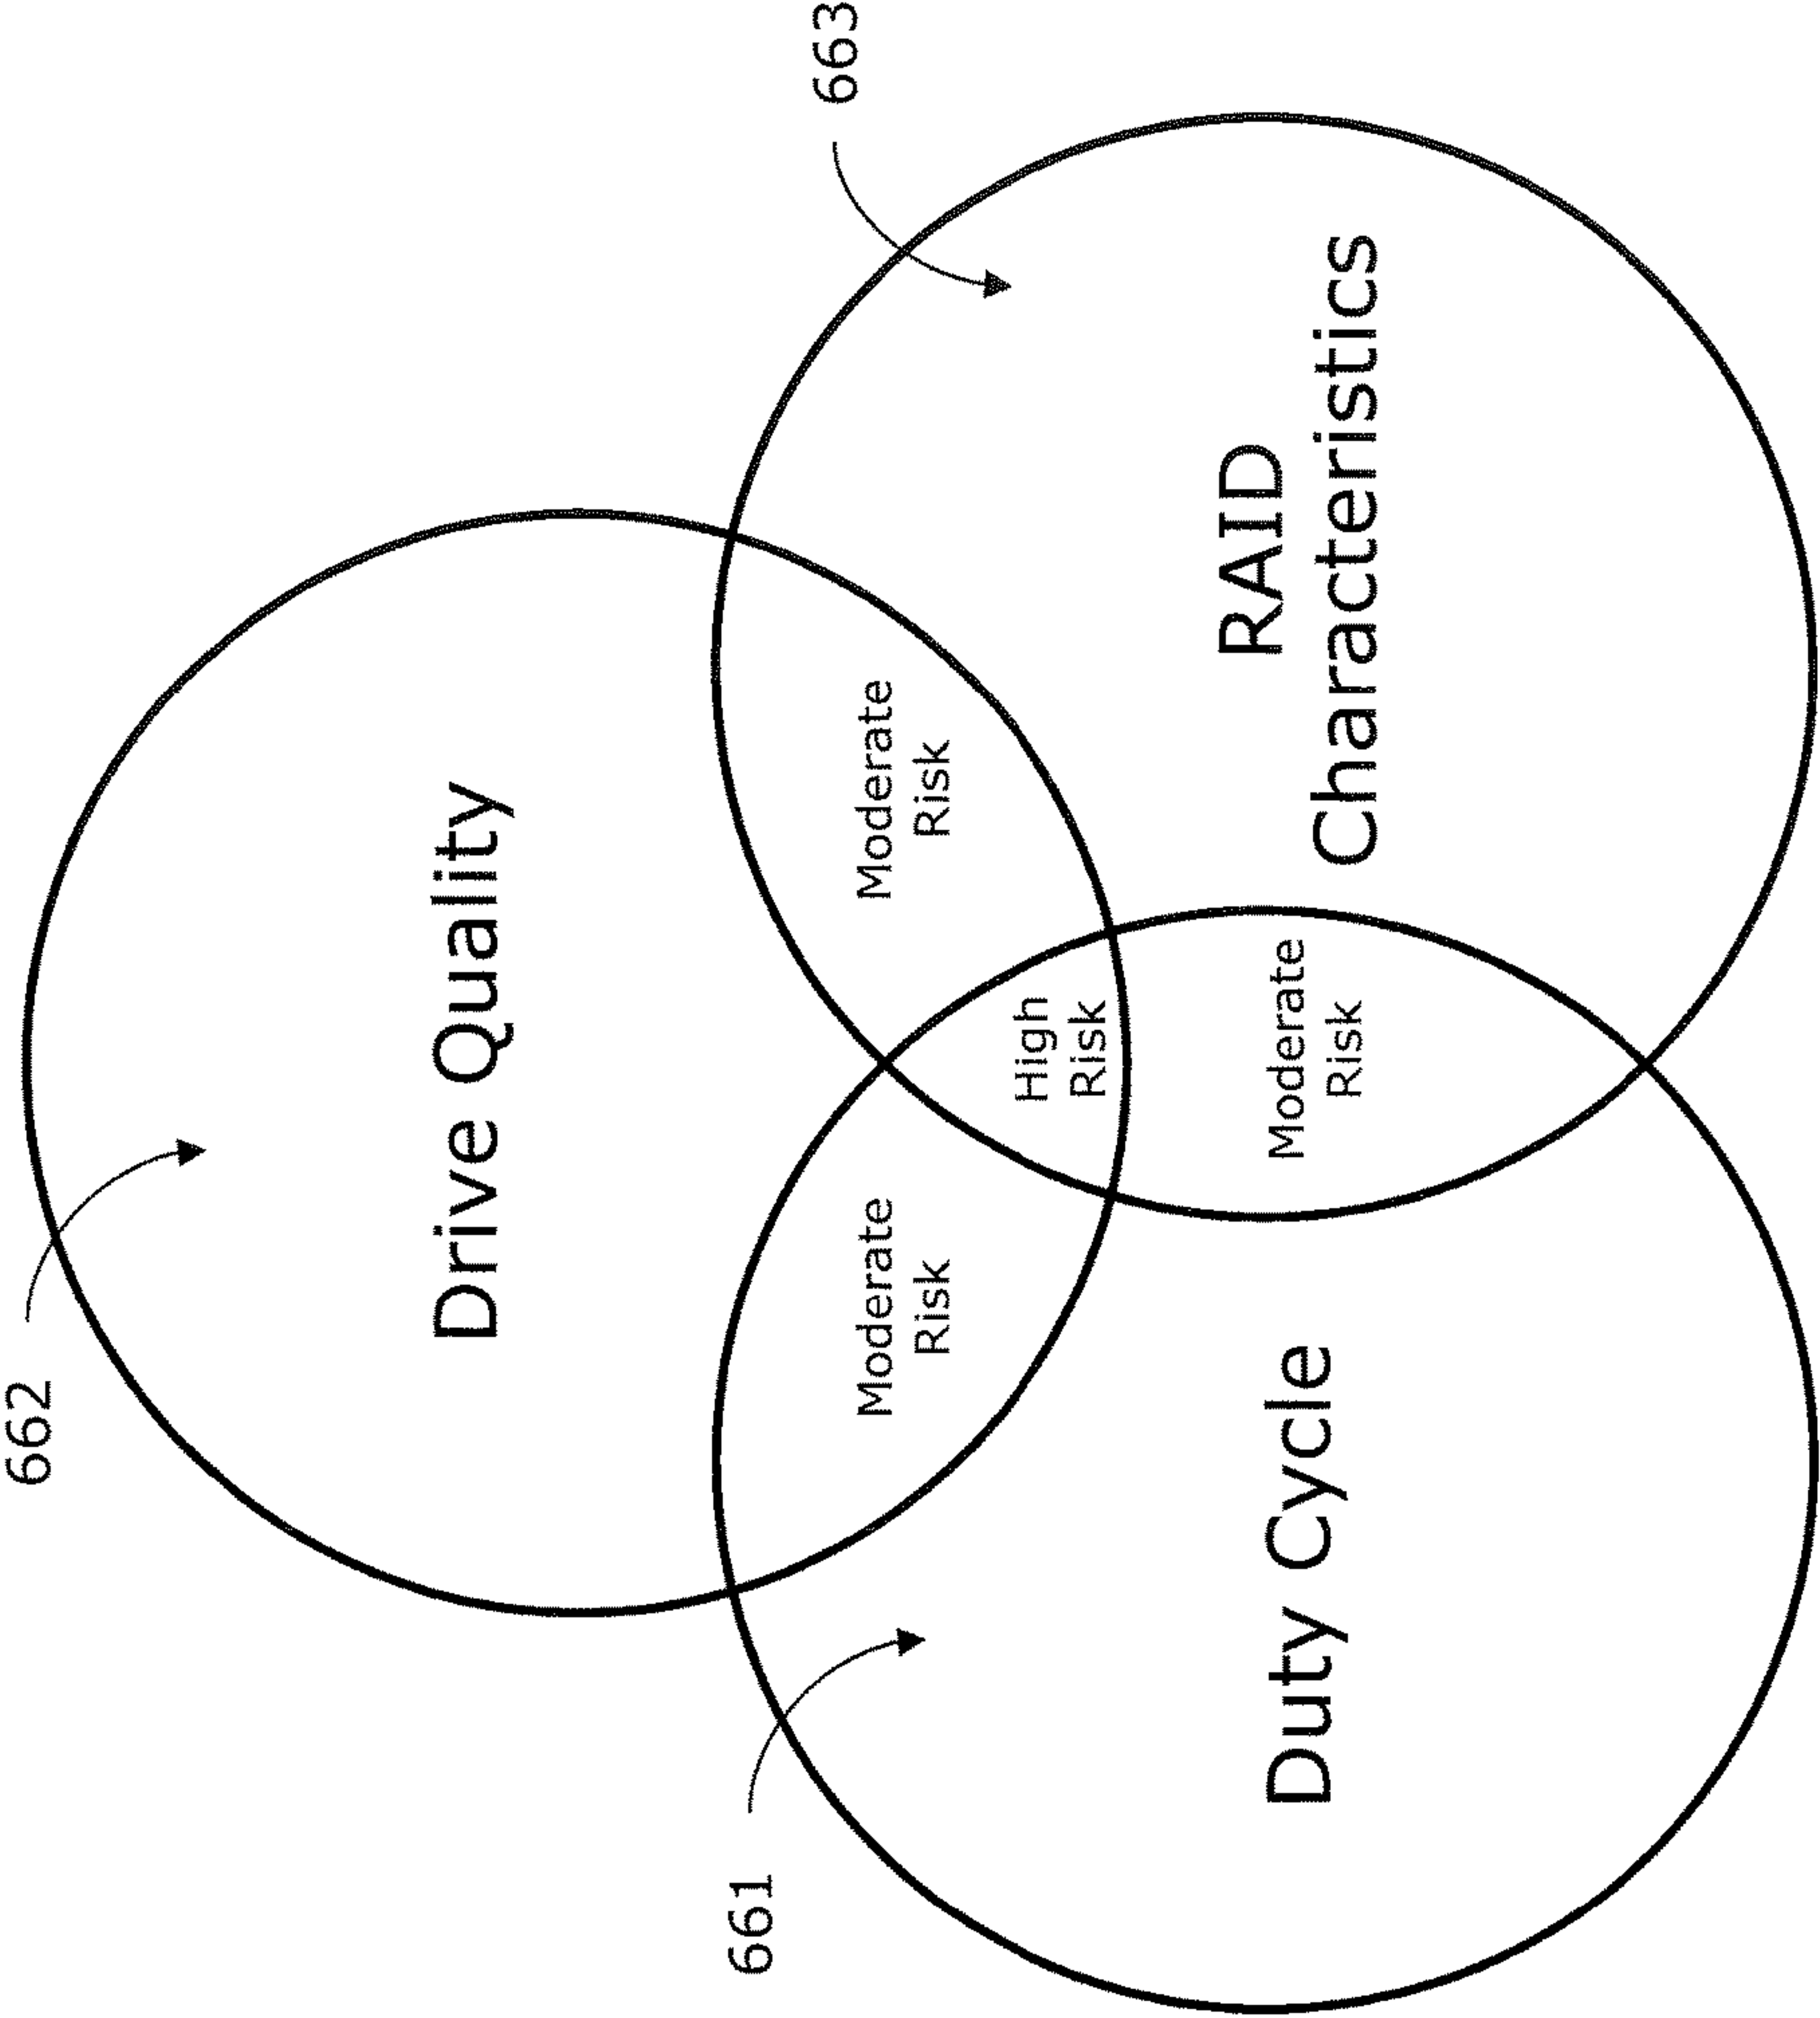 662
Drive Quality
661
663
Moderate
Risk
Moderate
Risk
High
Risk
Duty Cycle
Moderate
Risk
RAID
Characteristics